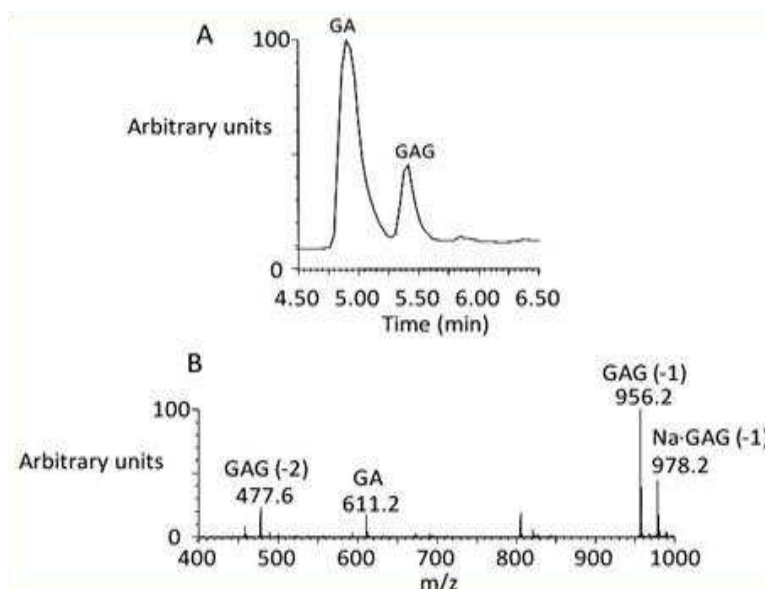 A
GA
100
Arbitrary units
GAG
0
4.50 5.00 5.50 6.00 6.50
Time (min)
B
GAG (-1)
956.2
100
Na·GAG (-1)
978.2
Arbitrary units
GAG (-2)
477.6
GA
611.2
0
400 500 600 700 800 900 1000
m/z